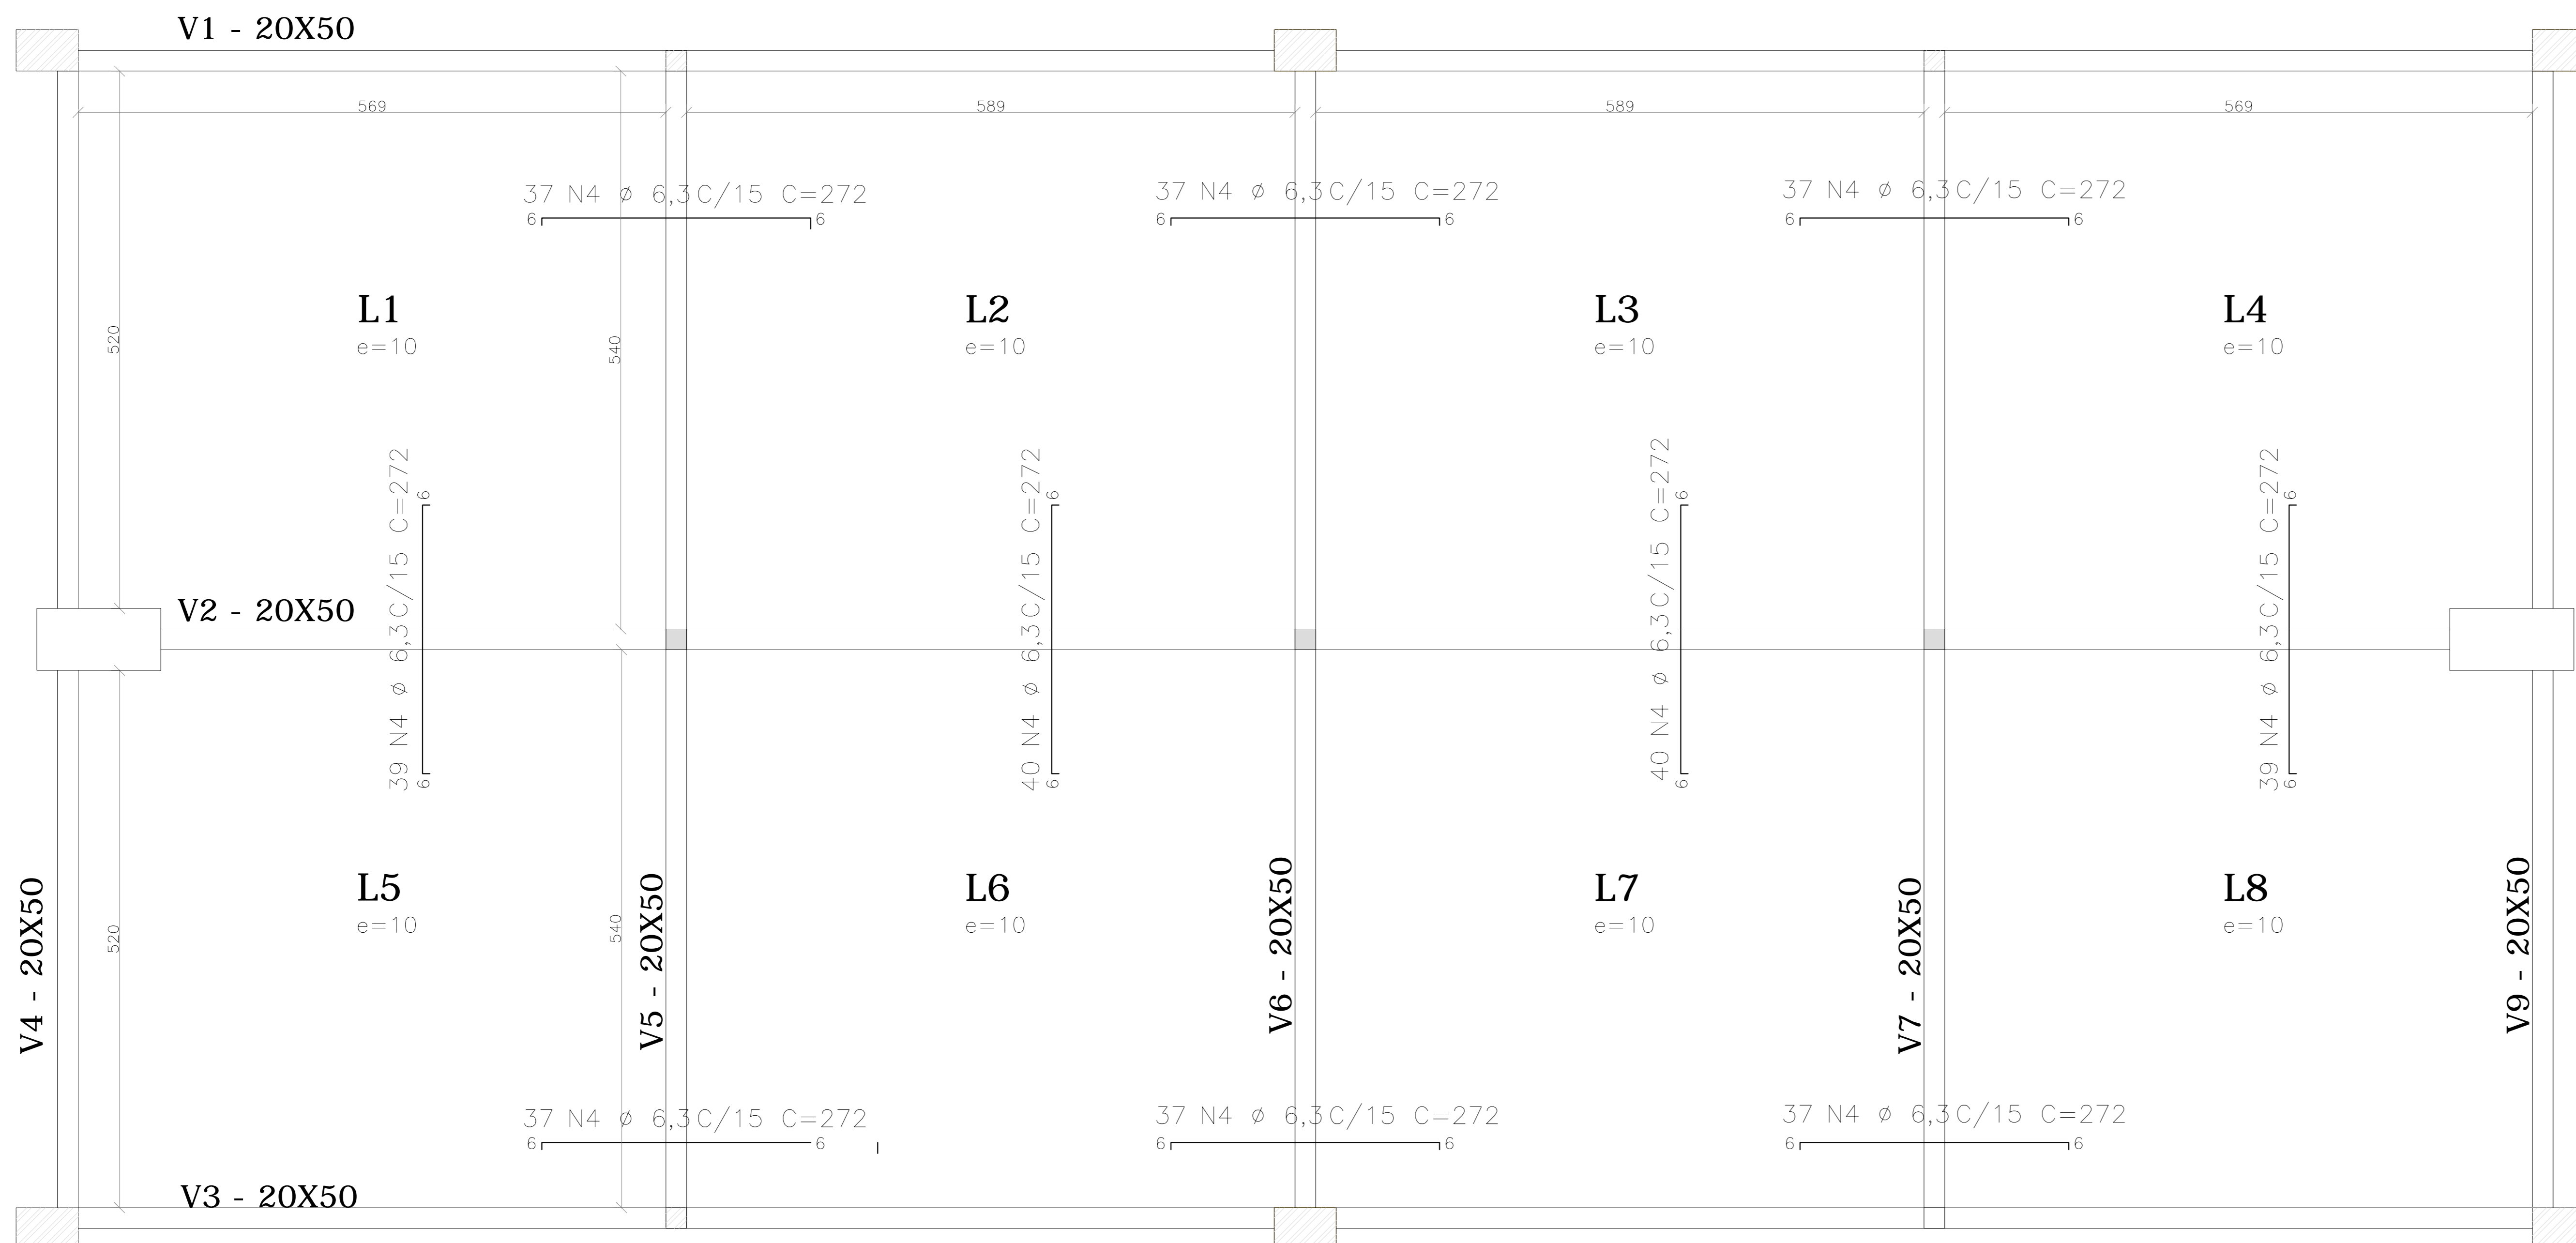 V1 - 20X50
569
589
589
569
37 N4 ø 6,3C/15 C=272
6
6
37 N4 ø 6,3C/15 C=272
6
6
37 N4 ø 6,3C/15 C=272
6
6
L1
e=10
L2
e=10
L3
e=10
L4
e=10
520
540
39 N4 ø 6,3C/15 C=272
6
6
40 N4 ø 6,3C/15 C=272
6
6
40 N4 ø 6,3C/15 C=272
6
6
39 N4 ø 6,3C/15 C=272
6
6
V2 - 20X50
L5
e=10
L6
e=10
L7
e=10
L8
e=10
520
540
V4 - 20X50
V5 - 20X50
V6 - 20X50
V7 - 20X50
V9 - 20X50
37 N4 ø 6,3C/15 C=272
6
6
37 N4 ø 6,3C/15 C=272
6
6
37 N4 ø 6,3C/15 C=272
6
6
V3 - 20X50